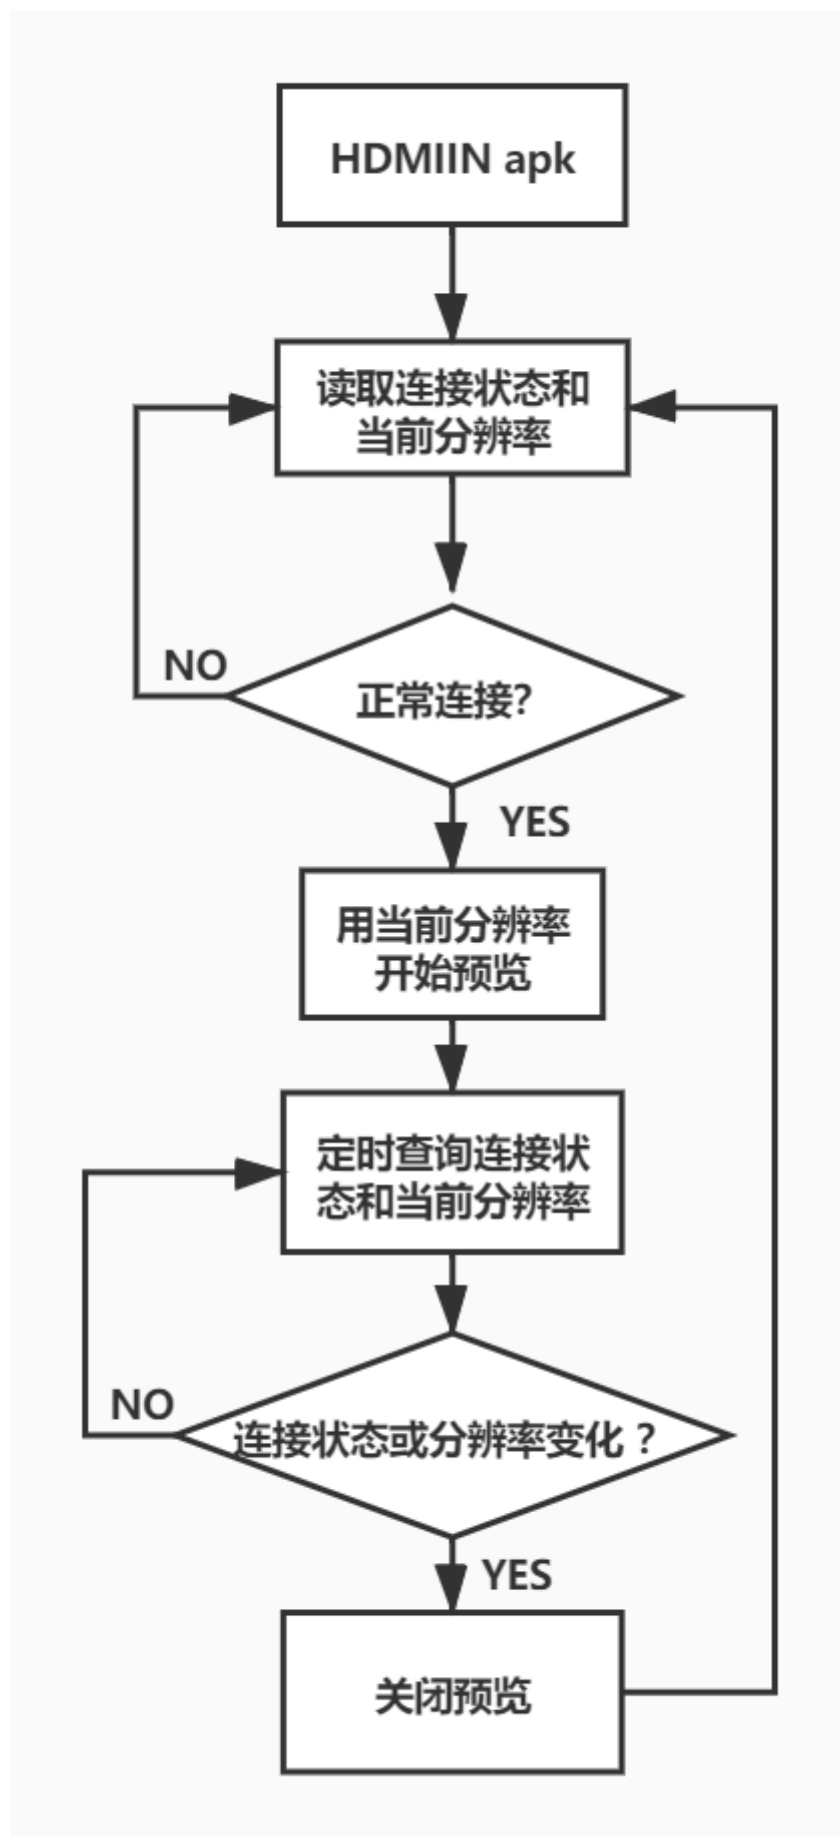 HDMIIN apk
读取连接状态和
当前分辨率
NO
正常连接?
YES
用当前分辨率
开始预览
定时查询连接状
态和当前分辨率
NO
连接状态或分辨率变化？
YES
关闭预览